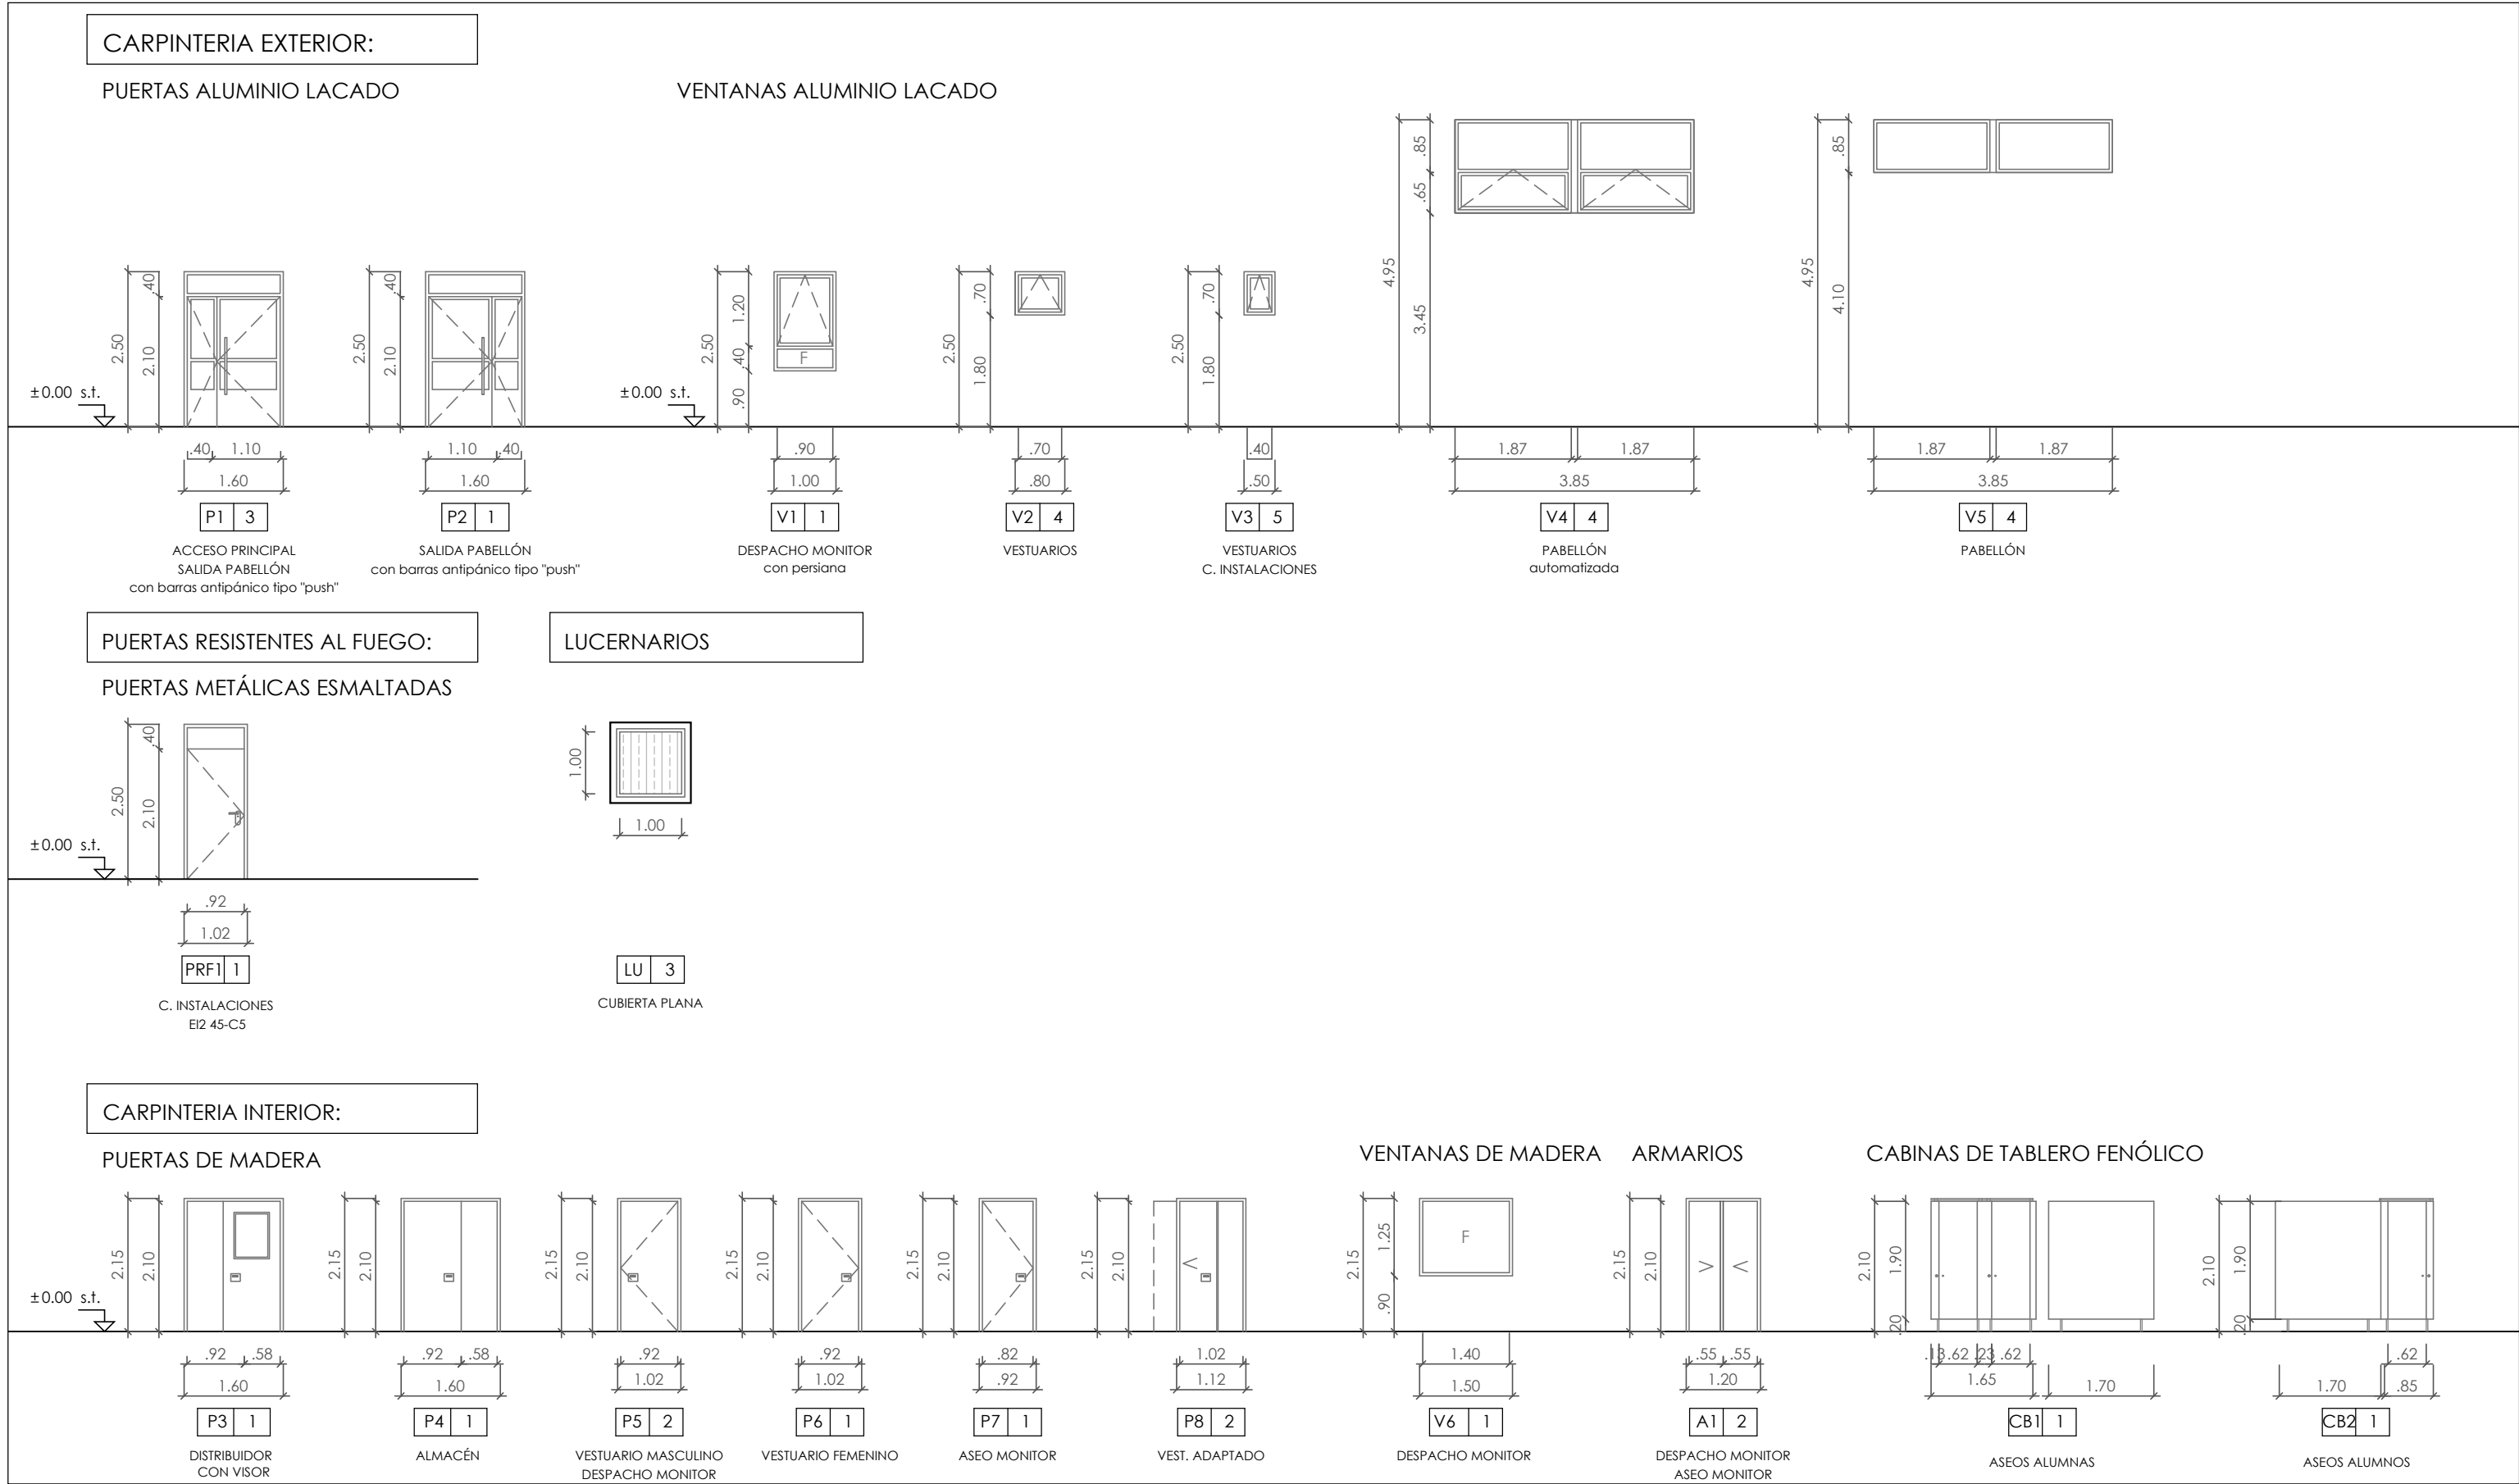 CARPINTERIA EXTERIOR:
PUERTAS ALUMINIO LACADO
VENTANAS ALUMINIO LACADO
±0.00 s.t.
2.50
.40
2.10
.40 1.10
1.60
P1 3
ACCESO PRINCIPAL
SALIDA PABELLÓN
con barras antipánico tipo "push"
2.50
.40
2.10
1.10 .40
1.60
P2 1
SALIDA PABELLÓN
con barras antipánico tipo "push"
±0.00 s.t.
2.50
1.20
.40
.90
F
.90
1.00
V1 1
DESPACHO MONITOR
con persiana
2.50
.70
1.80
.70
.80
V2 4
VESTUARIOS
2.50
.70
1.80
.40
.50
V3 5
VESTUARIOS
C. INSTALACIONES
4.95
.85
.65
3.45
1.87 1.87
3.85
V4 4
PABELLÓN
automatizada
4.95
.85
4.10
1.87 1.87
3.85
V5 4
PABELLÓN
PUERTAS RESISTENTES AL FUEGO:
PUERTAS METÁLICAS ESMALTADAS
±0.00 s.t.
2.50
.40
2.10
.92
1.02
PRF1 1
C. INSTALACIONES
EI2 45-C5
LUCERNARIOS
1.00
1.00
LU 3
CUBIERTA PLANA
CARPINTERIA INTERIOR:
PUERTAS DE MADERA
±0.00 s.t.
2.15
2.10
.92 .58
1.60
P3 1
DISTRIBUIDOR
CON VISOR
2.15
2.10
.92 .58
1.60
P4 1
ALMACÉN
2.15
2.10
.92
1.02
P5 2
VESTUARIO MASCULINO
DESPACHO MONITOR
2.15
2.10
.92
1.02
P6 1
VESTUARIO FEMENINO
2.15
2.10
.82
.92
P7 1
ASEO MONITOR
2.15
2.10
1.02
1.12
P8 2
VEST. ADAPTADO
VENTANAS DE MADERA
2.15
1.25
.90
F
1.40
1.50
V6 1
DESPACHO MONITOR
ARMARIOS
2.15
2.10
.55 .55
1.20
A1 2
DESPACHO MONITOR
ASEO MONITOR
CABINAS DE TABLERO FENÓLICO
2.10
1.90
.20
.13 .62 .23 .62
1.65
1.70
CB1 1
ASEOS ALUMNAS
2.10
1.90
.20
.62
1.70 .85
CB2 1
ASEOS ALUMNOS